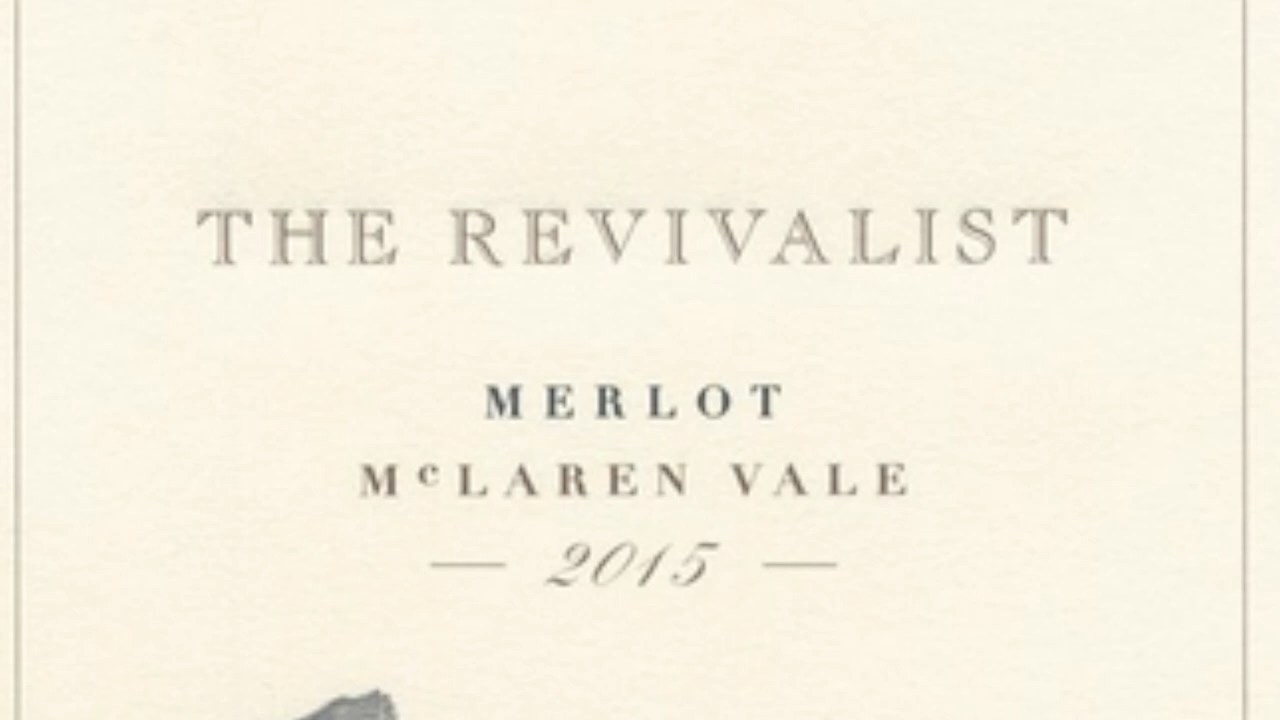 THE REVIVALIST
MERLOT
McLAREN VALE
— 2015 —